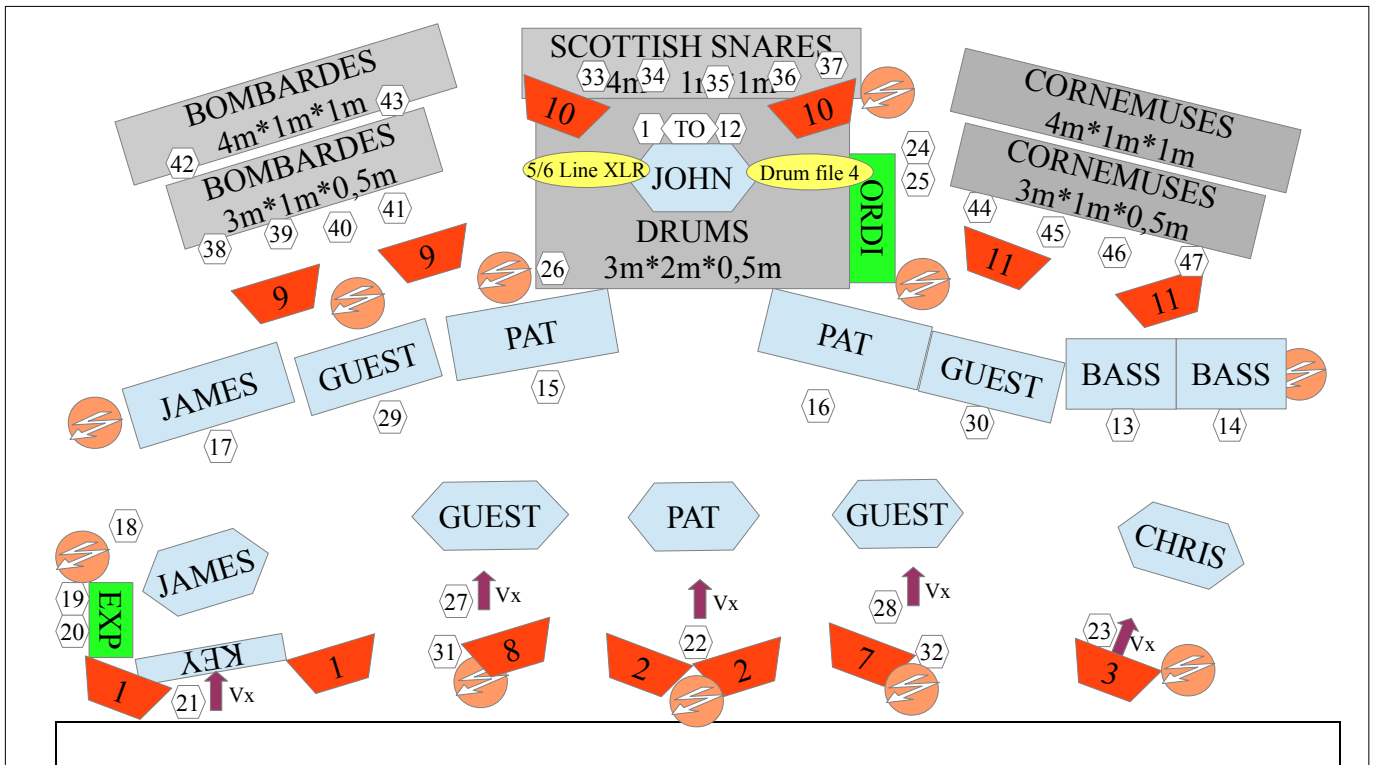 SCOTTISH SNARES
4m 1m*1m
33
34
35
36
37
10
10
BOMBARDES
4m*1m*1m
43
42
BOMBARDES
3m*1m*0,5m
38
39
40
41
CORNEMUSES
4m*1m*1m
CORNEMUSES
3m*1m*0,5m
44
45
46
47
1 TO 12
5/6 Line XLR
JOHN
Drum file 4
ORDI
24
25
DRUMS
3m*2m*0,5m
9
9
26
11
11
JAMES
GUEST
PAT
PAT
GUEST
BASS
BASS
17
29
15
16
30
13
14
18
JAMES
GUEST
PAT
GUEST
CHRIS
19
20
EXP
KEY
1
1
21
Vx
27
Vx
31
8
22
Vx
2
2
28
Vx
7
32
23
Vx
3